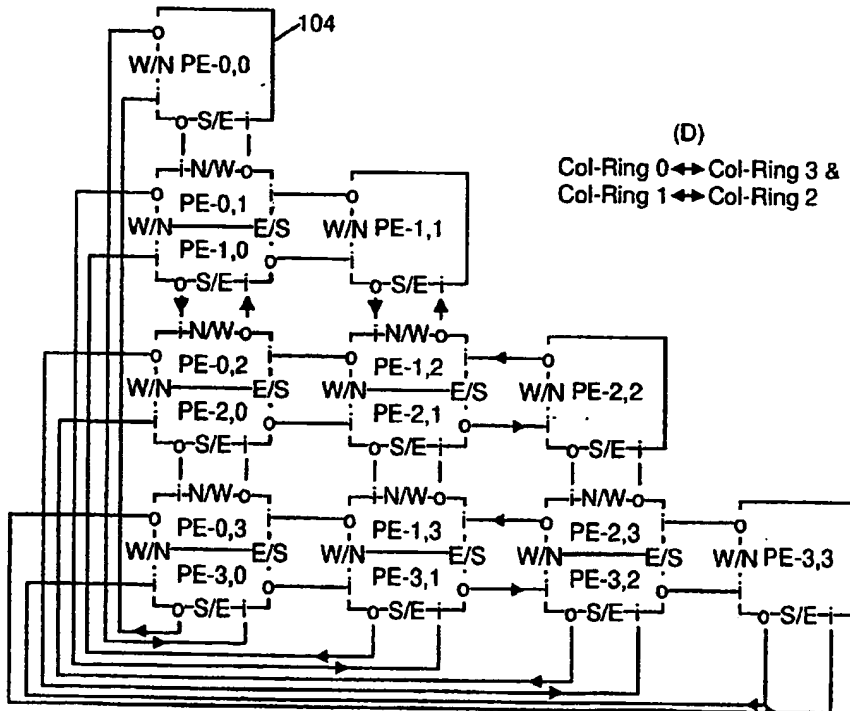 104
o
W/N PE-0,0
i
o S/E i
(D)
Col-Ring 0↔Col-Ring 3 &
Col-Ring 1↔Col-Ring 2
i N/W o
o PE-0,1 i o
W/N E/S W/N PE-1,1
i PE-1,0 o i
o S/E i o S/E i
i N/W o i N/W o
o PE-0,2 i o PE-1,2 i o
W/N E/S W/N E/S W/N PE-2,2
i PE-2,0 o i PE-2,1 o i
o S/E i o S/E i o S/E i
i N/W o i N/W o i N/W o
o PE-0,3 i o PE-1,3 i o PE-2,3 i o
W/N E/S W/N E/S W/N E/S W/N PE-3,3
i PE-3,0 o i PE-3,1 o i PE-3,2 o i
o S/E i o S/E i o S/E i o S/E i